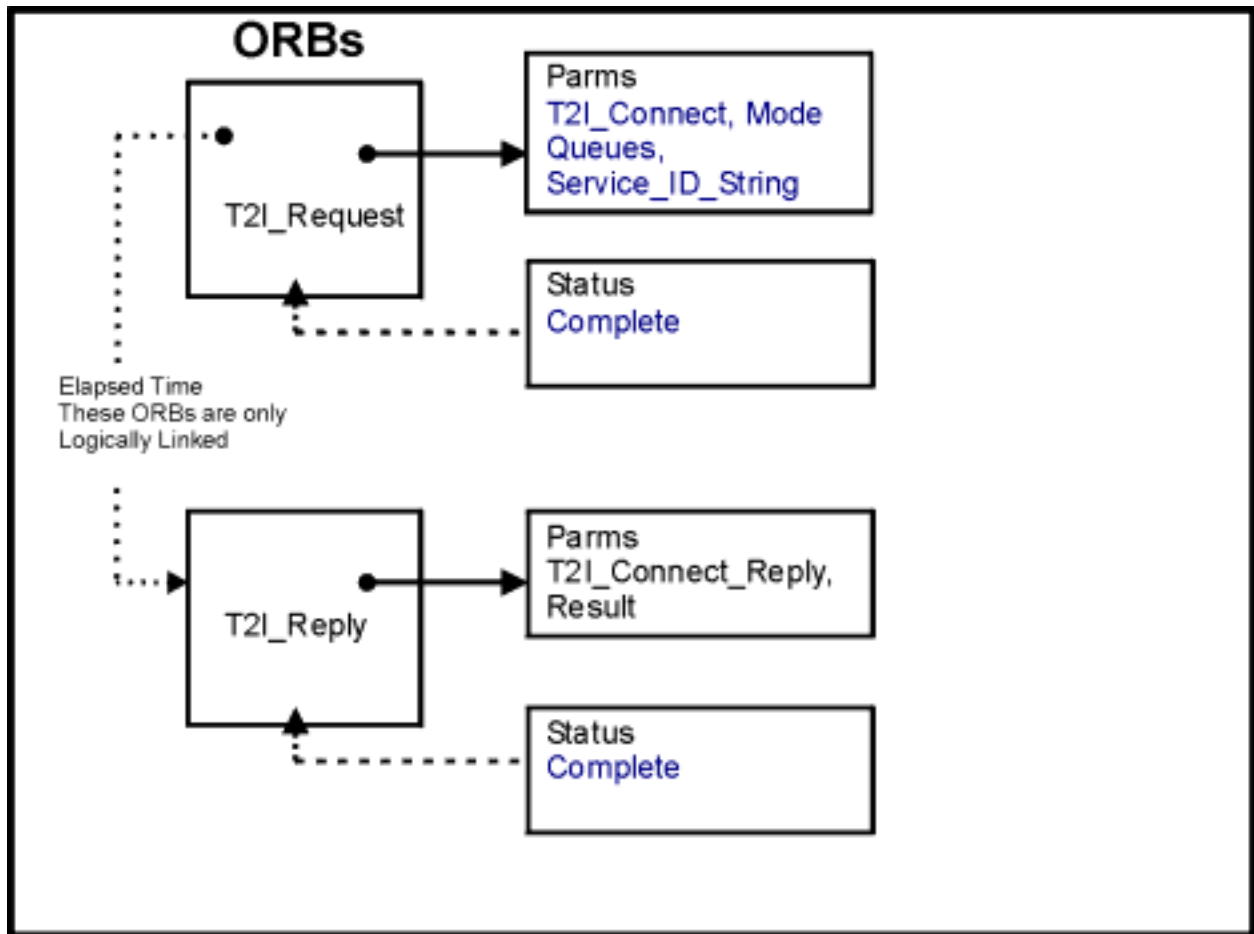 ORBs
Parms
T2I_Connect, Mode
Queues,
Service_ID_String
T2I_Request
Status
Complete
Elapsed Time
These ORBs are only
Logically Linked
Parms
T2I_Connect_Reply,
Result
T2I_Reply
Status
Complete